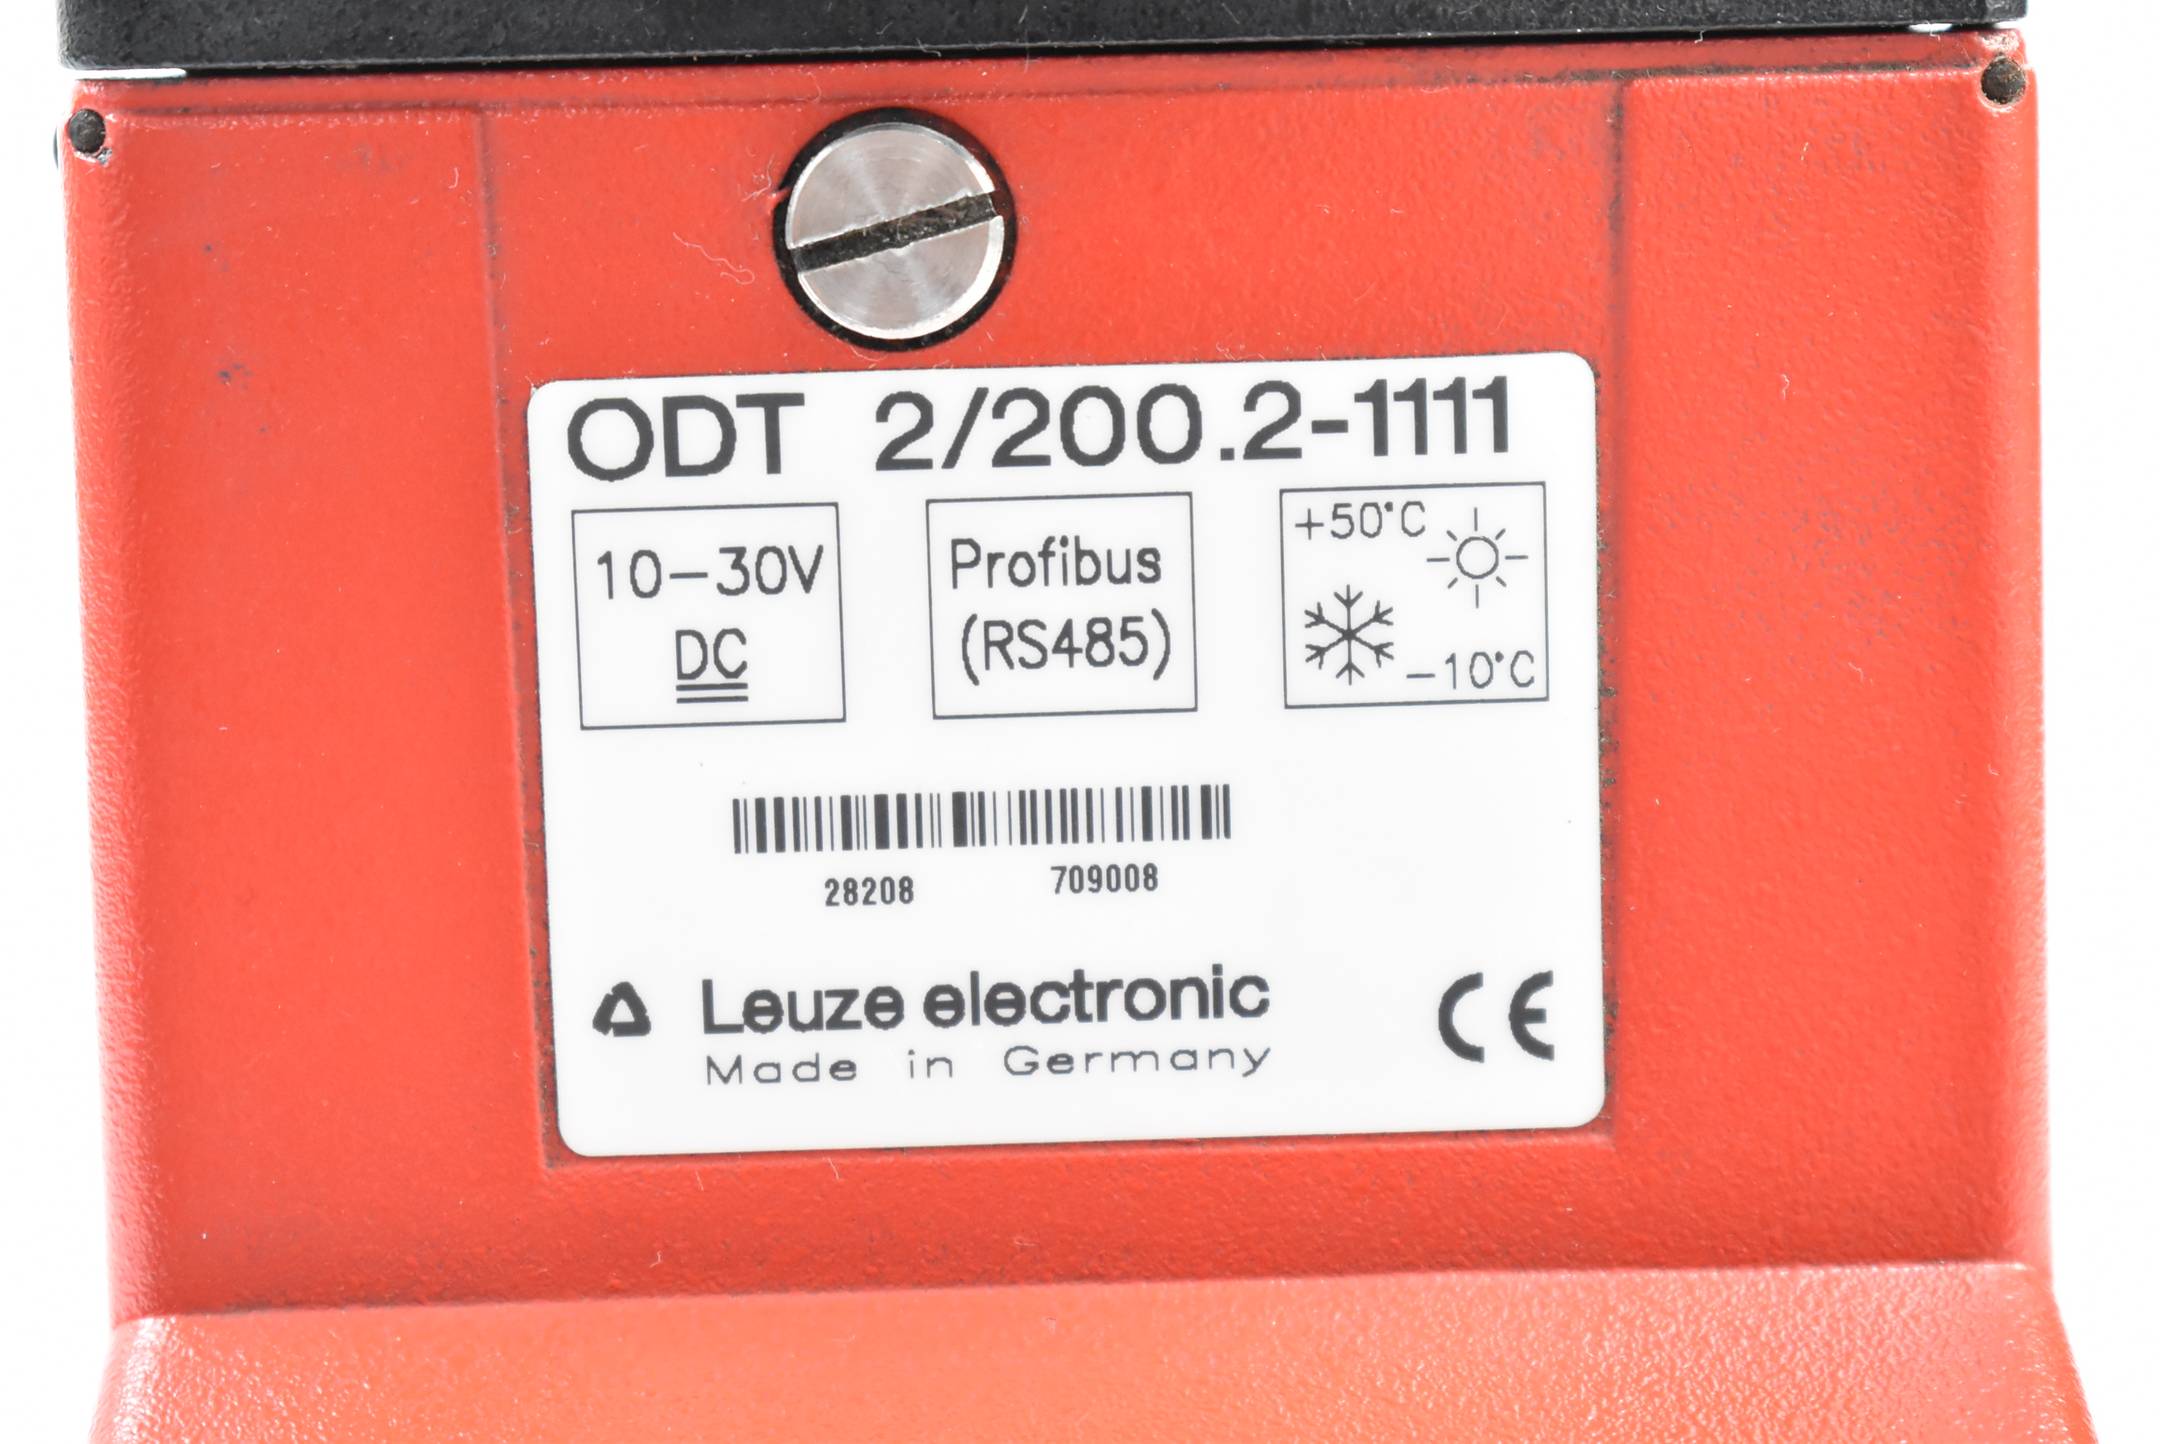 ODT 2/200.2-1111
10-30V
DC
Profibus
(RS485)
+50°C
-10°C
28208 709008
Leuze electronic
Made in Germany
CE